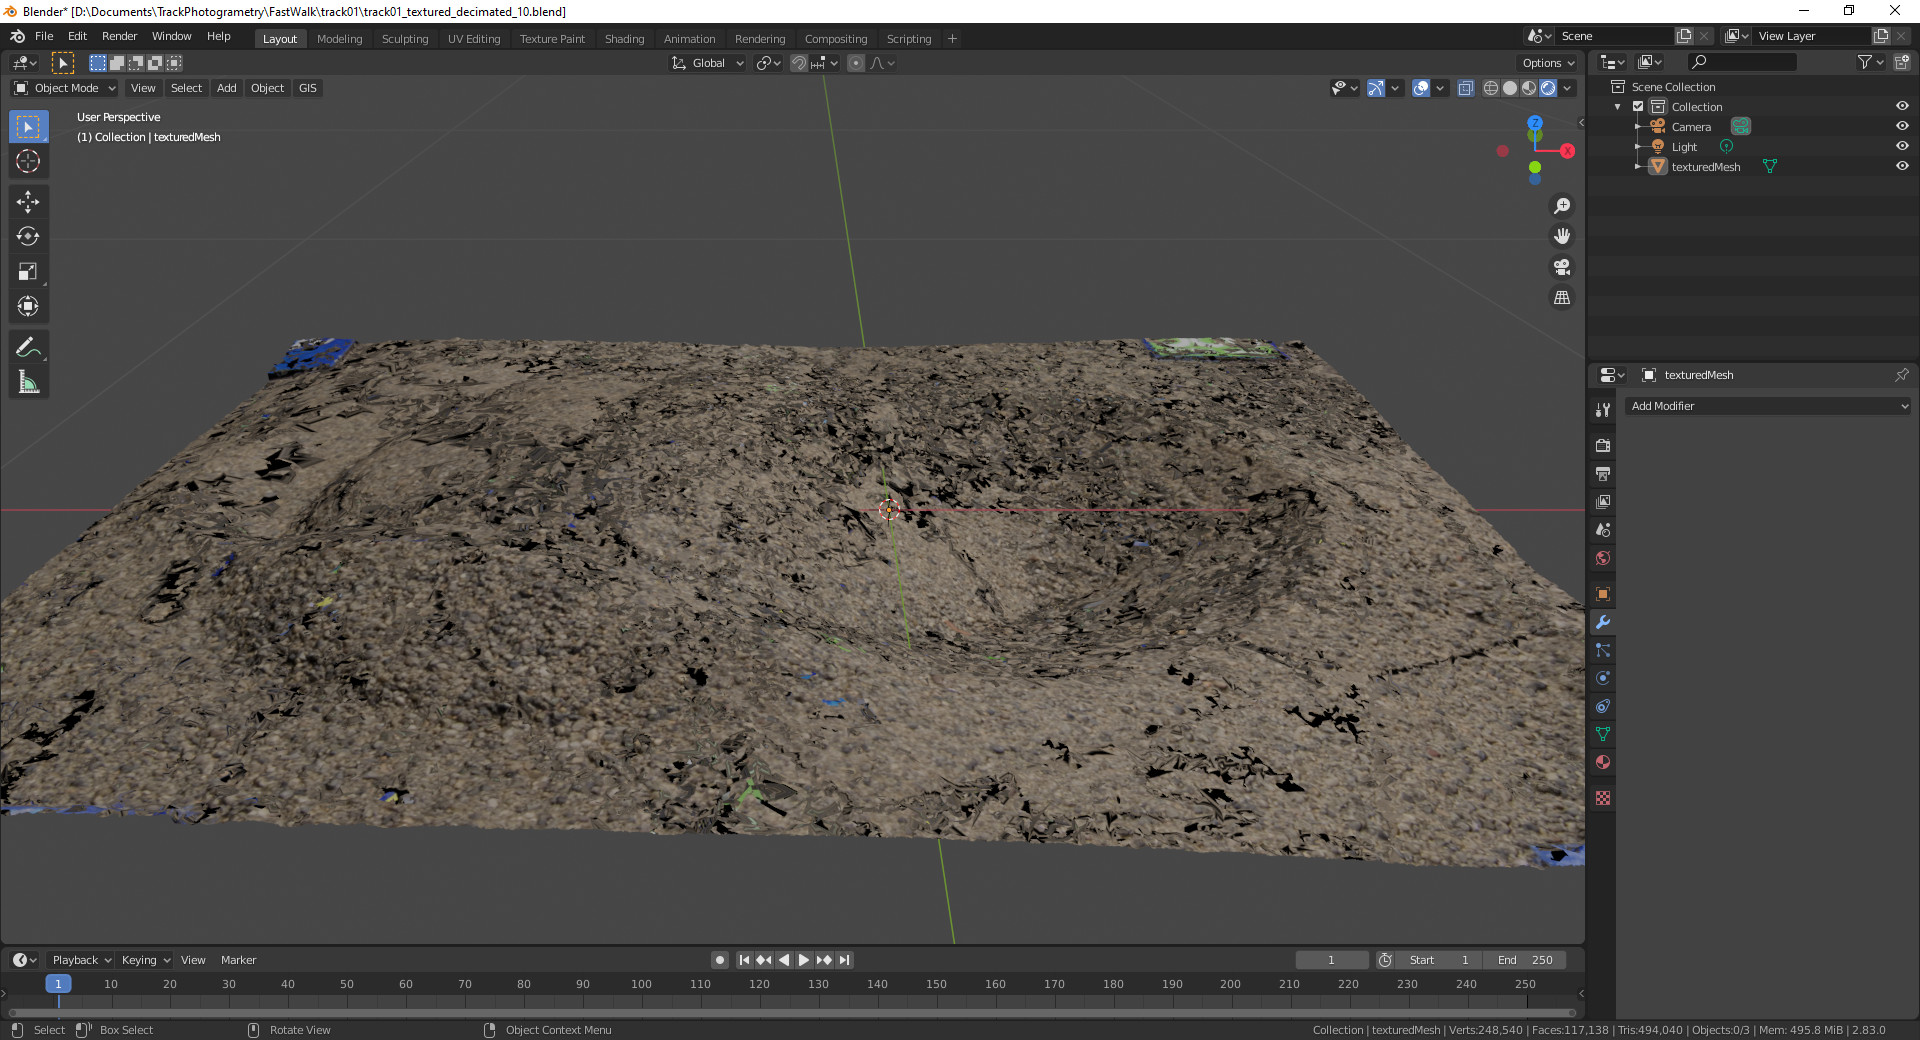 Blender* [D:\Documents\TrackPhotogrametry\FastWalk\track01\track01_textured_decimated_10.blend]
File Edit Render Window Help Layout Modeling Sculpting UV Editing Texture Paint Shading Animation Rendering Compositing Scripting + Scene View Layer
Global Options
Object Mode View Select Add Object GIS
User Perspective
(1) Collection | texturedMesh
Z
X
Scene Collection
Collection
Camera
Light
texturedMesh
texturedMesh
Add Modifier
Playback Keying View Marker 1 Start 1 End 250
1 10 20 30 40 50 60 70 80 90 100 110 120 130 140 150 160 170 180 190 200 210 220 230 240 250
Select Box Select Rotate View Object Context Menu Collection | texturedMesh | Verts:248,540 | Faces:117,138 | Tris:494,040 | Objects:0/3 | Mem: 495.8 MiB | 2.83.0